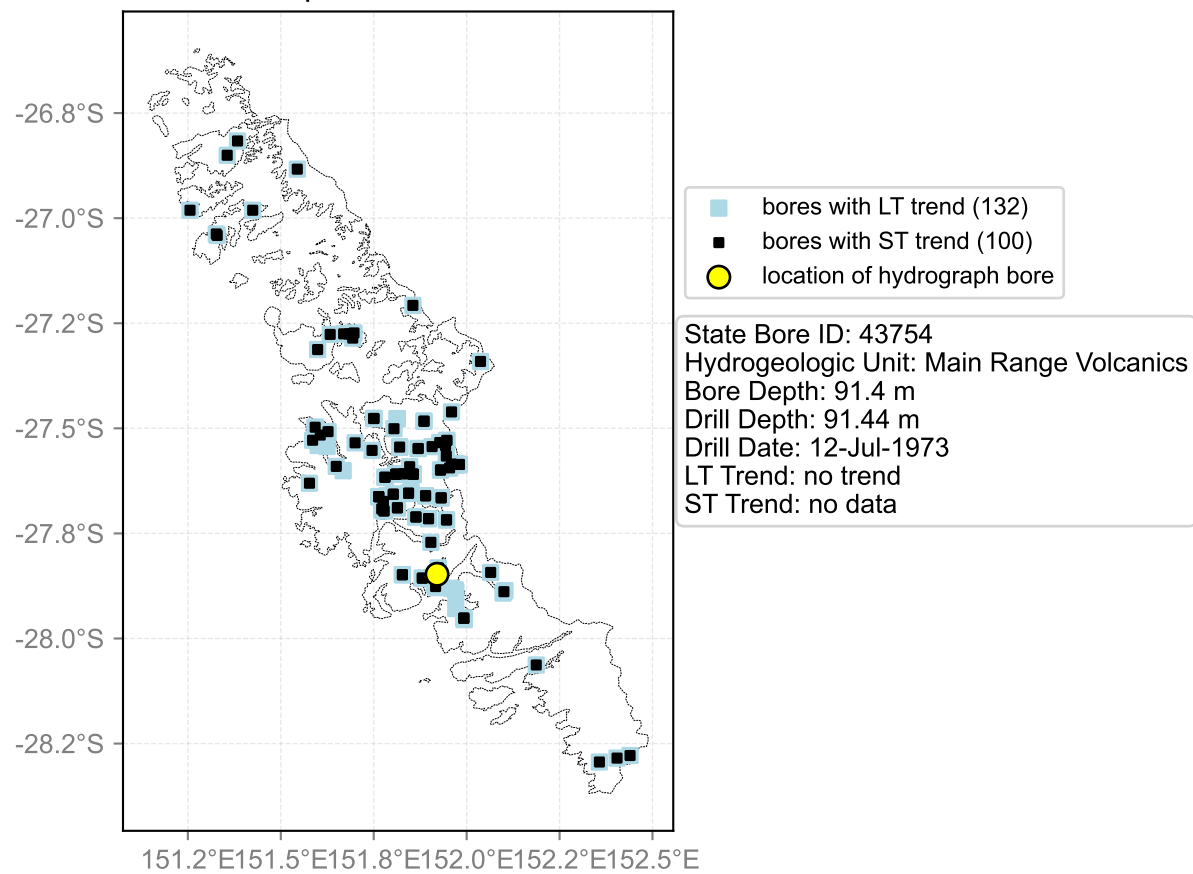 -26.8°S
-27.0°S
-27.2°S
-27.5°S
-27.8°S
-28.0°S
-28.2°S
151.2°E151.5°E151.8°E152.0°E152.2°E152.5°E
bores with LT trend (132)
bores with ST trend (100)
location of hydrograph bore
State Bore ID: 43754
Hydrogeologic Unit: Main Range Volcanics
Bore Depth: 91.4 m
Drill Depth: 91.44 m
Drill Date: 12-Jul-1973
LT Trend: no trend
ST Trend: no data